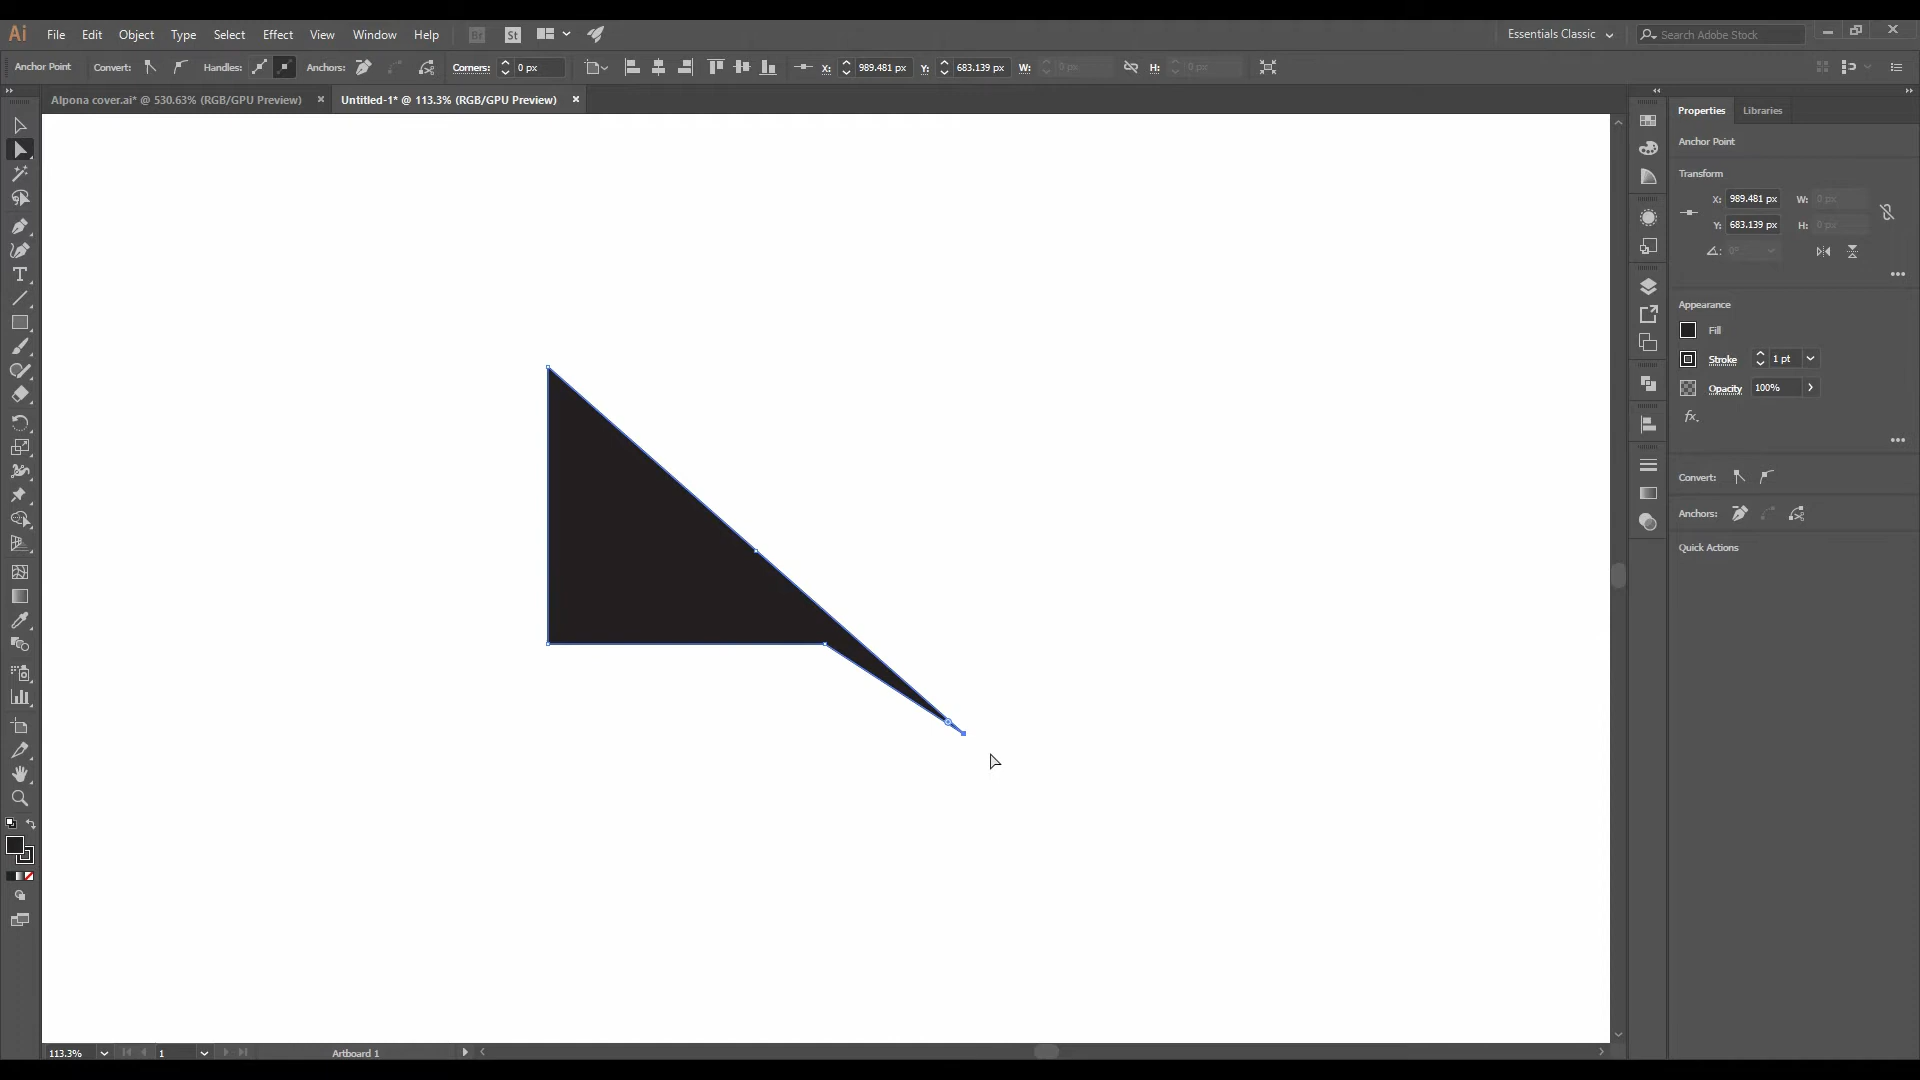 Ai File Edit Object Type Select Effect View Window Help Br St Essentials Classic Search Adobe Stock
Anchor Point Convert: Handles: Anchors: Corners: 0 px X: 989.481 px Y: 683.139 px W: 0 px H: 0 px
Alpona cover.ai* @ 530.63% (RGB/GPU Preview) × Untitled-1* @ 113.3% (RGB/GPU Preview) ×
Properties Libraries
Anchor Point
Transform
X: 989.481 px W: 0 px
Y: 683.139 px H: 0 px
0°
Appearance
Fill
Stroke 1 pt
Opacity 100%
fx.
Convert:
Anchors:
Quick Actions
113.3% 1 Artboard 1